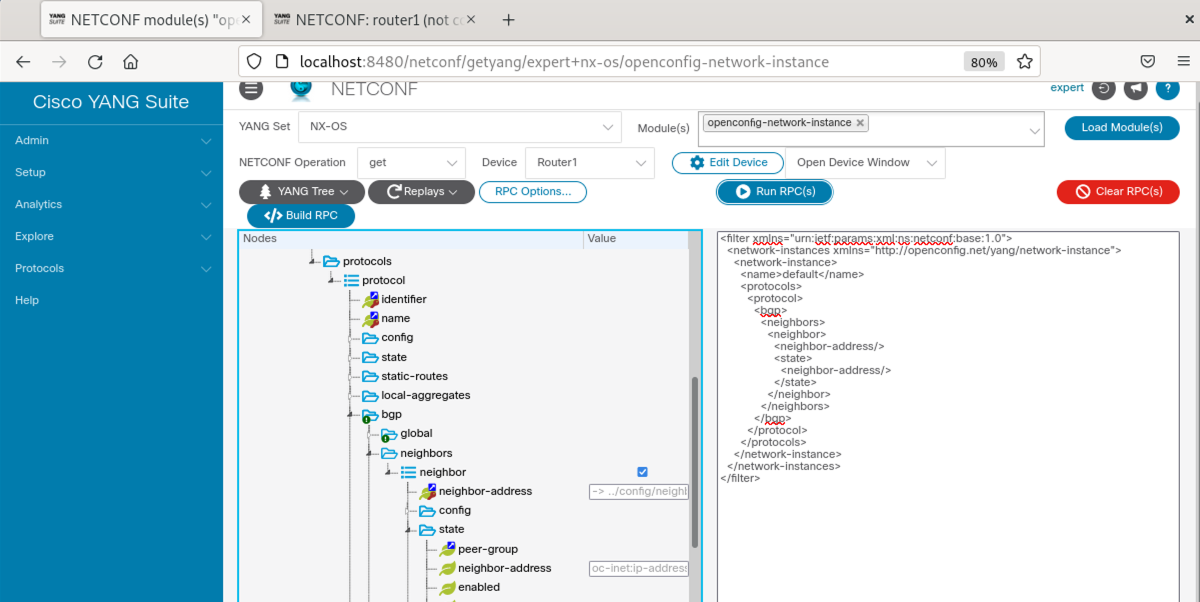 YANG SUITE NETCONF module(s) "op
YANG SUITE NETCONF: router1 (not c
localhost:8480/netconf/getyang/expert+nx-os/openconfig-network-instance
80%
Cisco YANG Suite
Admin
Setup
Analytics
Explore
Protocols
Help
NETCONF
expert
YANG Set NX-OS Module(s) openconfig-network-instance Load Module(s)
NETCONF Operation get Device Router1 Edit Device Open Device Window
YANG Tree Replays RPC Options... Run RPC(s) Clear RPC(s)
Build RPC
Nodes Value
protocols
protocol
identifier
name
config
state
static-routes
local-aggregates
bgp
global
neighbors
neighbor
neighbor-address -> ../config/neighb
config
state
peer-group
neighbor-address oc-inet:ip-address
enabled
<filter xmlns="urn:ietf:params:xml:ns:netconf:base:1.0">
<network-instances xmlns="http://openconfig.net/yang/network-instance">
<network-instance>
<name>default</name>
<protocols>
<protocol>
<bgp>
<neighbors>
<neighbor>
<neighbor-address/>
<state>
<neighbor-address/>
</state>
</neighbor>
</neighbors>
</bgp>
</protocol>
</protocols>
</network-instance>
</network-instances>
</filter>